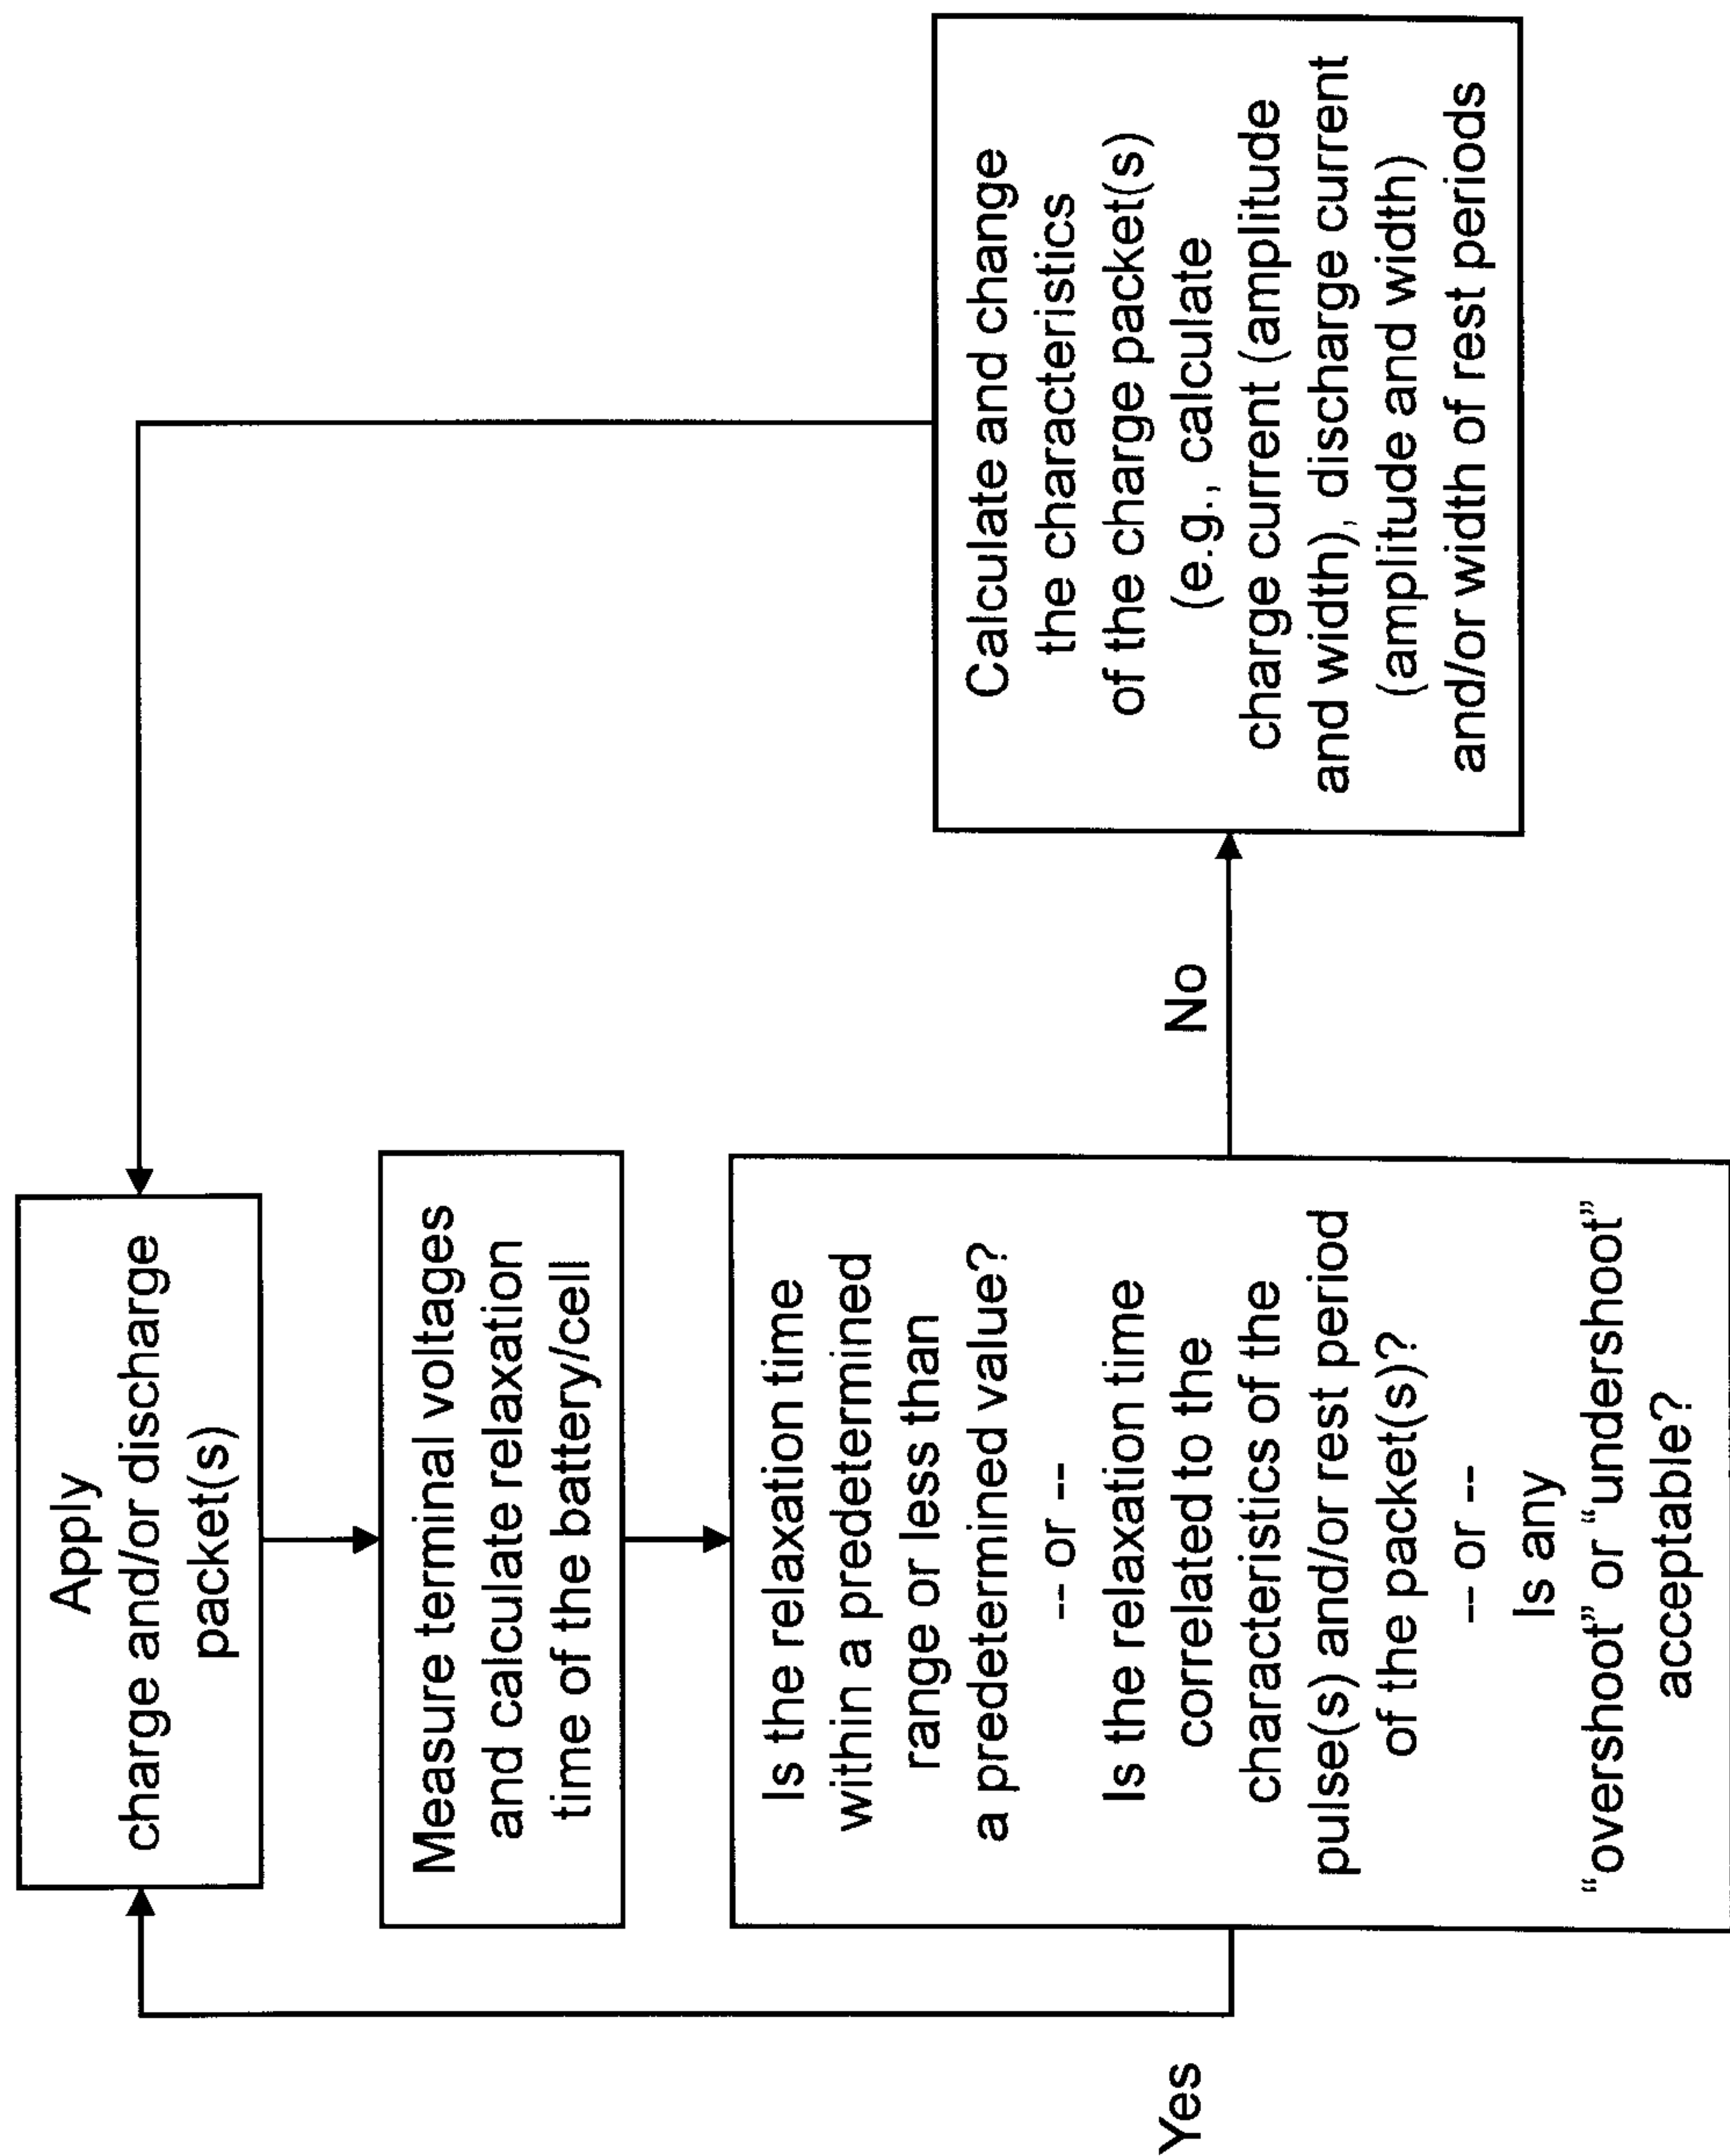 Apply
charge and/or discharge
packet(s)
Measure terminal voltages
and calculate relaxation
time of the battery/cell
Is the relaxation time
within a predetermined
range or less than
a predetermined value?
-- or --
Is the relaxation time
correlated to the
characteristics of the
pulse(s) and/or rest period
of the packet(s)?
-- or --
Is any
“overshoot” or “undershoot”
acceptable?
Yes
No
Calculate and change
the characteristics
of the charge packet(s)
(e.g., calculate
charge current (amplitude
and width), discharge current
(amplitude and width)
and/or width of rest periods